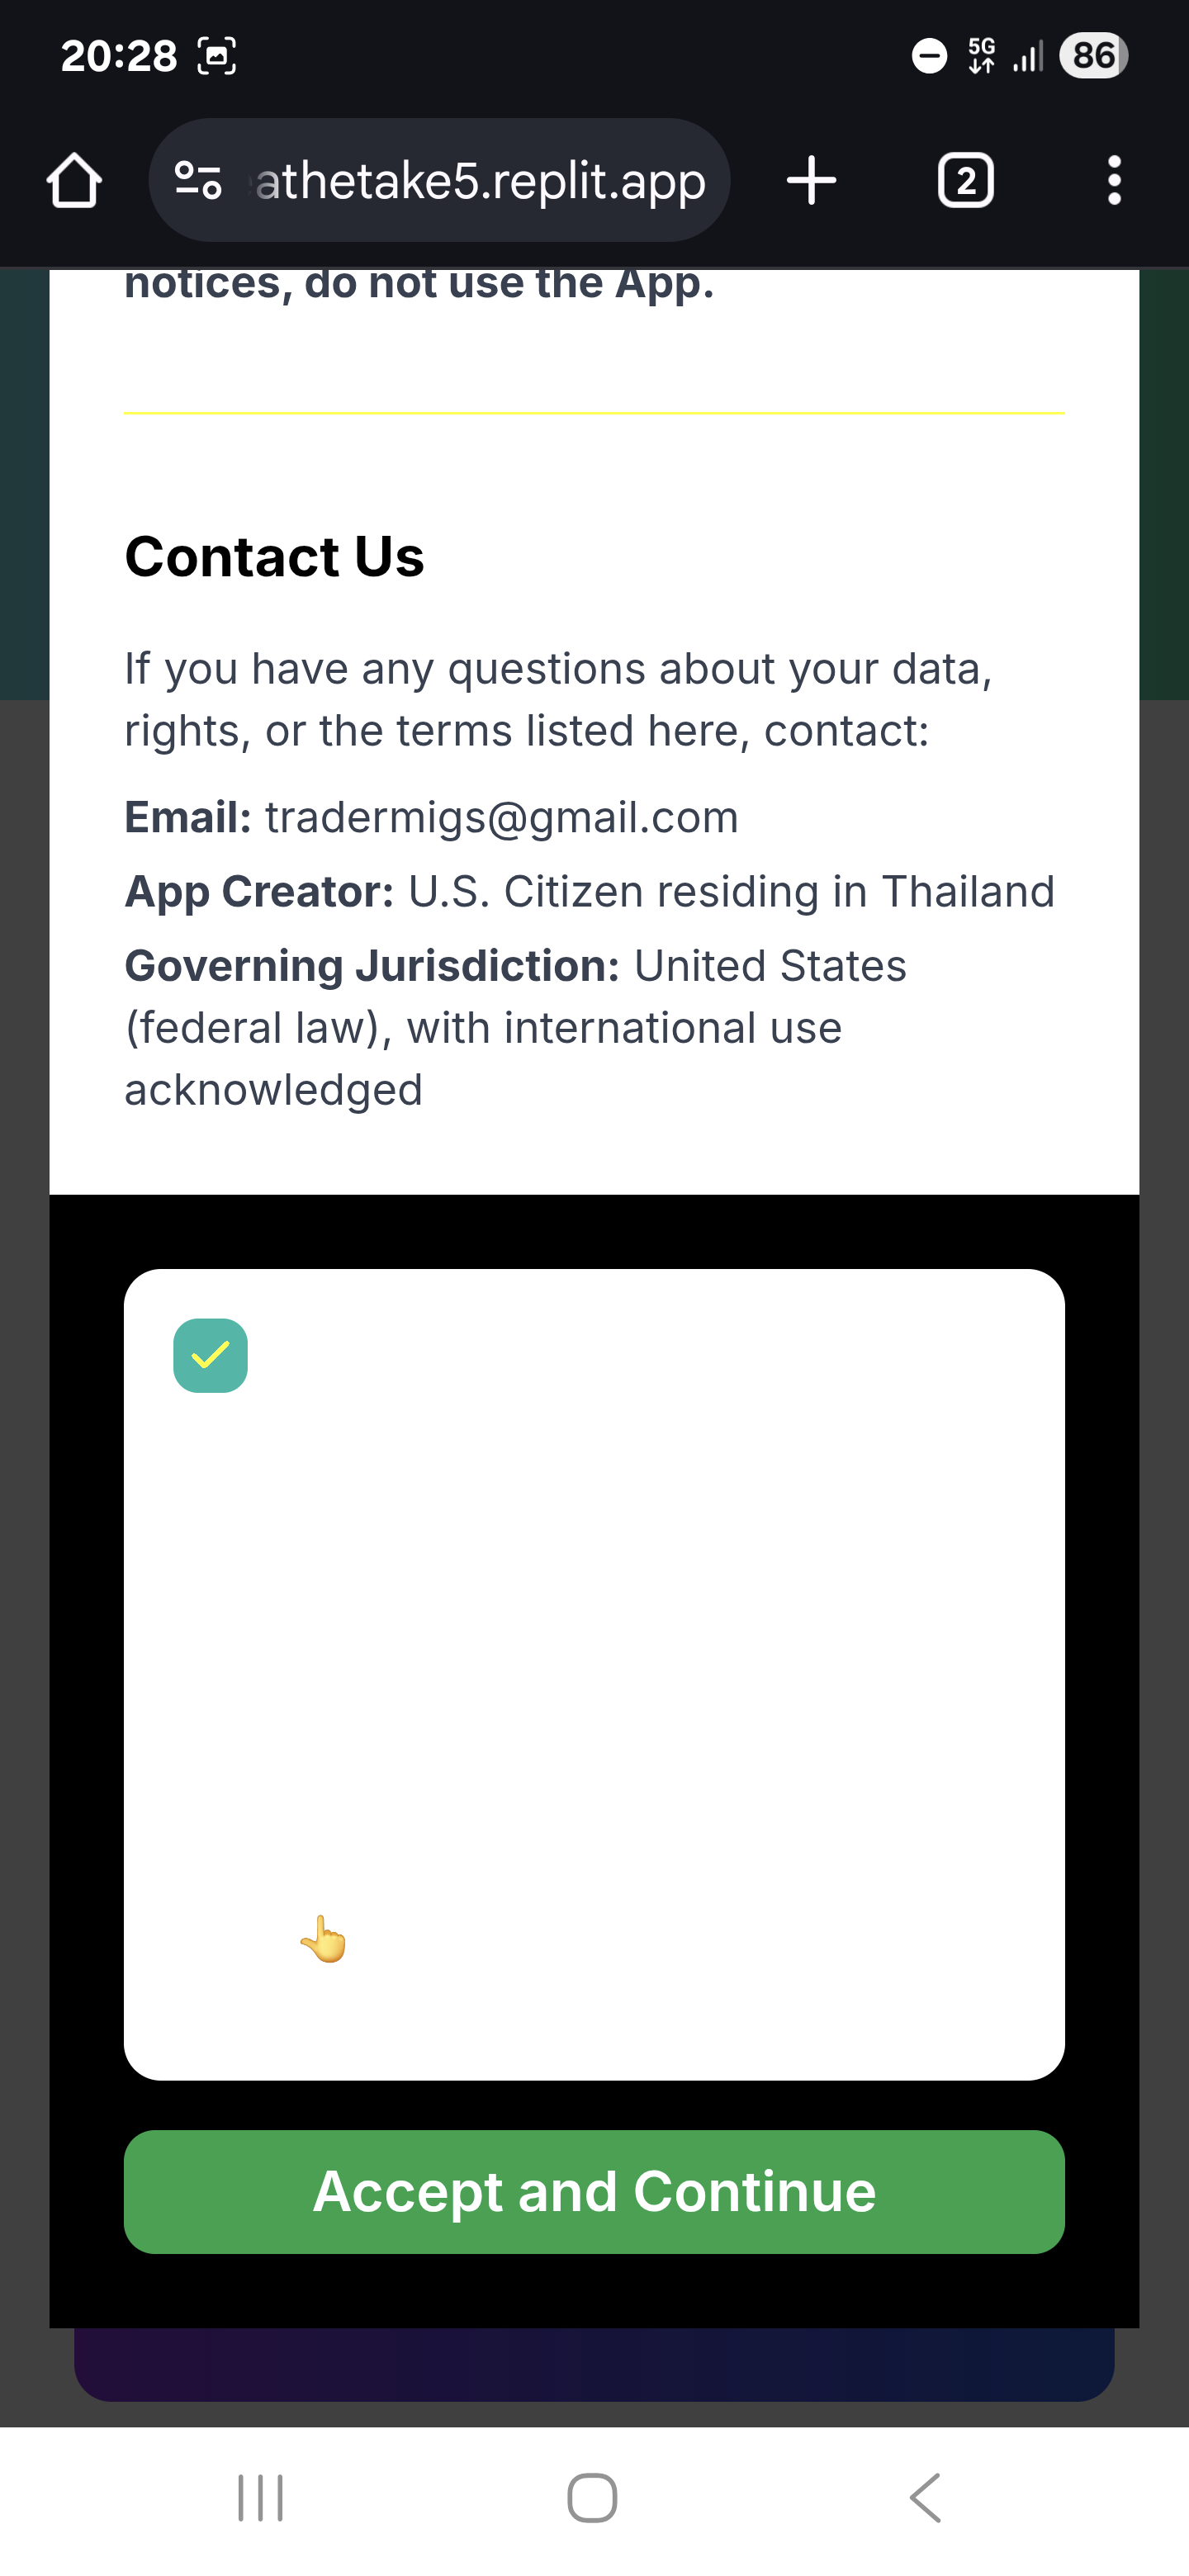 20:28
5G
86
athetake5.replit.app
2
notices, do not use the App.
Contact Us
If you have any questions about your data,
rights, or the terms listed here, contact:
Email: tradermigs@gmail.com
App Creator: U.S. Citizen residing in Thailand
Governing Jurisdiction: United States
(federal law), with international use
acknowledged
Accept and Continue